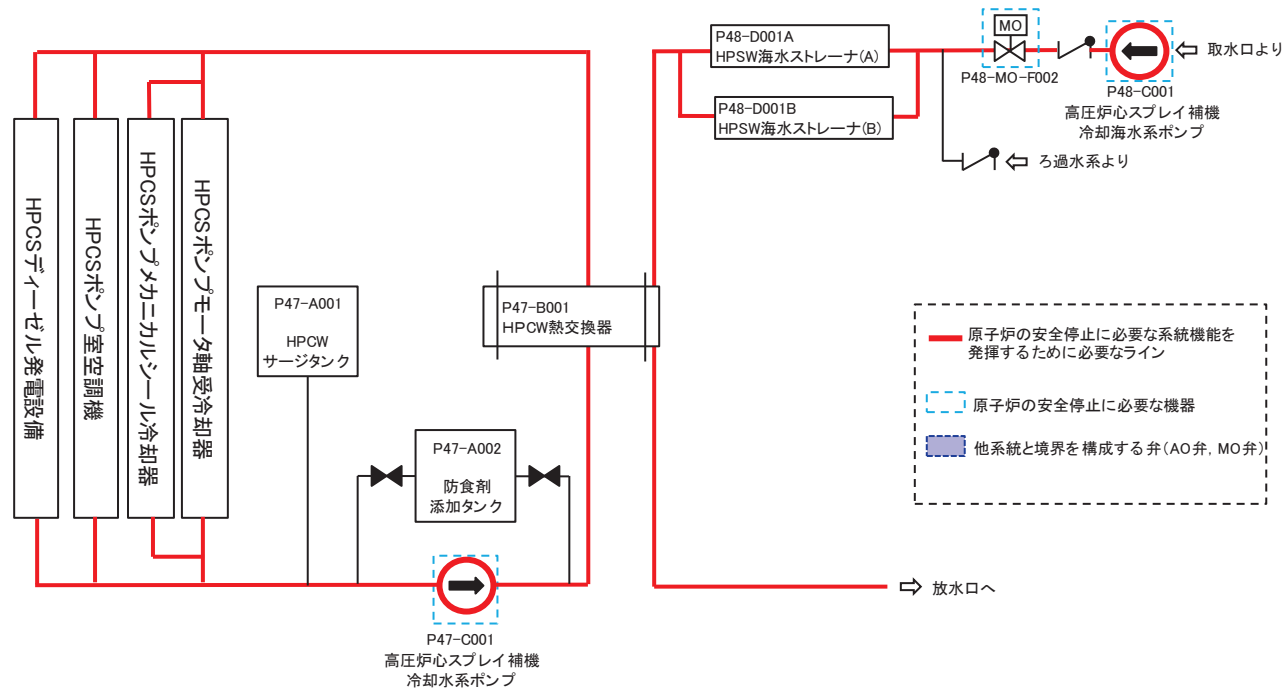 P48-D001A
HPSW海水ストレーナ(A)
P48-D001B
HPSW海水ストレーナ(B)
MO
P48-MO-F002
取水口より
P48-C001
高圧炉心スプレイ補機
冷却海水系ポンプ
ろ過水系より
HPCSディーゼル発電設備
HPCSポンプ室空調機
HPCSポンプメカニカルシール冷却器
HPCSポンプモータ軸受冷却器
P47-A001
HPCW
サージタンク
P47-B001
HPCW熱交換器
P47-A002
防食剤
添加タンク
P47-C001
高圧炉心スプレイ補機
冷却水系ポンプ
放水口へ
原子炉の安全停止に必要な系統機能を
発揮するために必要なライン
原子炉の安全停止に必要な機器
他系統と境界を構成する弁(AO弁, MO弁)